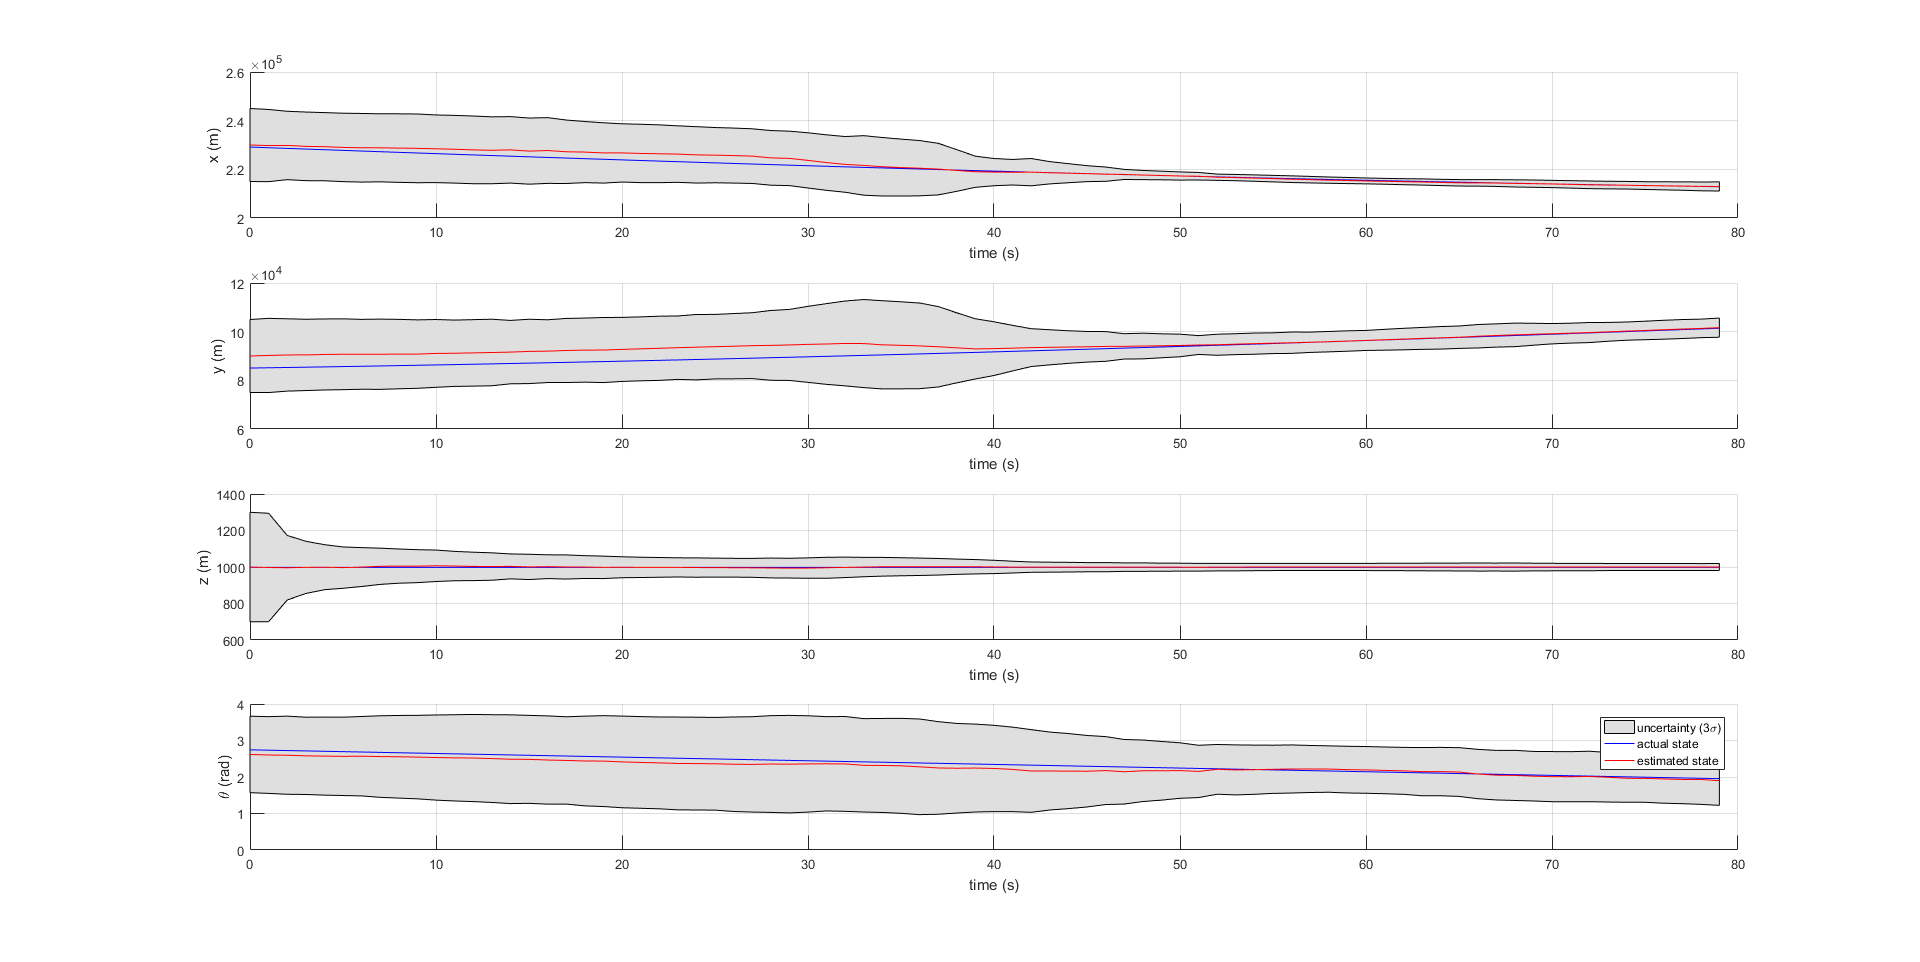 ×10^5
2.6
2.4
2.2
2
x (m)
0 10 20 30 40 50 60 70 80
time (s)
×10^4
12
10
8
6
y (m)
0 10 20 30 40 50 60 70 80
time (s)
1400
1200
1000
800
600
z (m)
0 10 20 30 40 50 60 70 80
time (s)
4
3
2
1
0
θ (rad)
uncertainty (3σ)
actual state
estimated state
0 10 20 30 40 50 60 70 80
time (s)